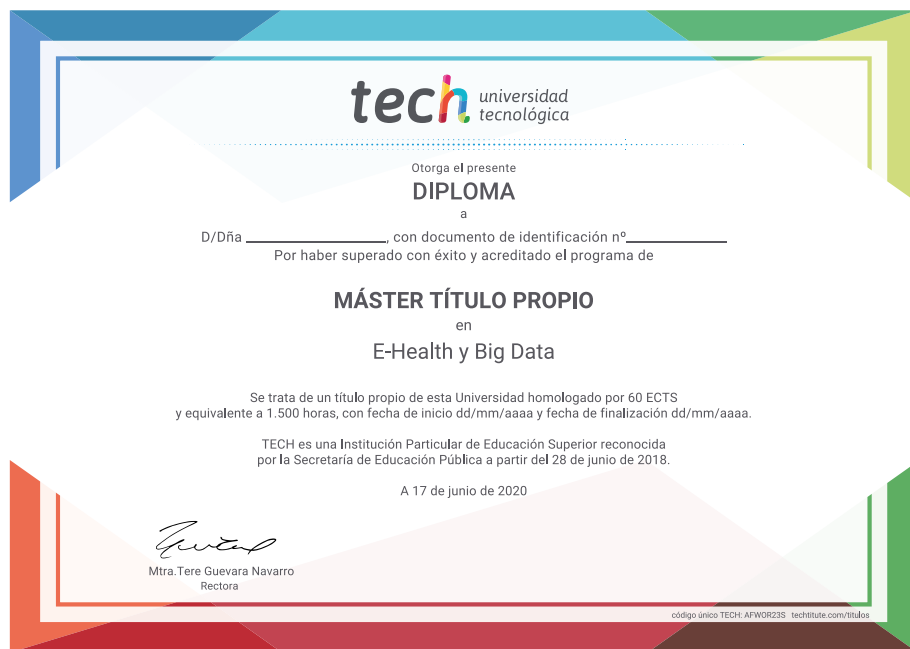 tech universidad
tecnológica
Otorga el presente
DIPLOMA
a
D/Dña ________________, con documento de identificación nº____________
Por haber superado con éxito y acreditado el programa de
MÁSTER TÍTULO PROPIO
en
E-Health y Big Data
Se trata de un título propio de esta Universidad homologado por 60 ECTS
y equivalente a 1.500 horas, con fecha de inicio dd/mm/aaaa y fecha de finalización dd/mm/aaaa.
TECH es una Institución Particular de Educación Superior reconocida
por la Secretaría de Educación Pública a partir del 28 de junio de 2018.
A 17 de junio de 2020
Mtra.Tere Guevara Navarro
Rectora
código único TECH: AFWOR23S techtitute.com/titulos